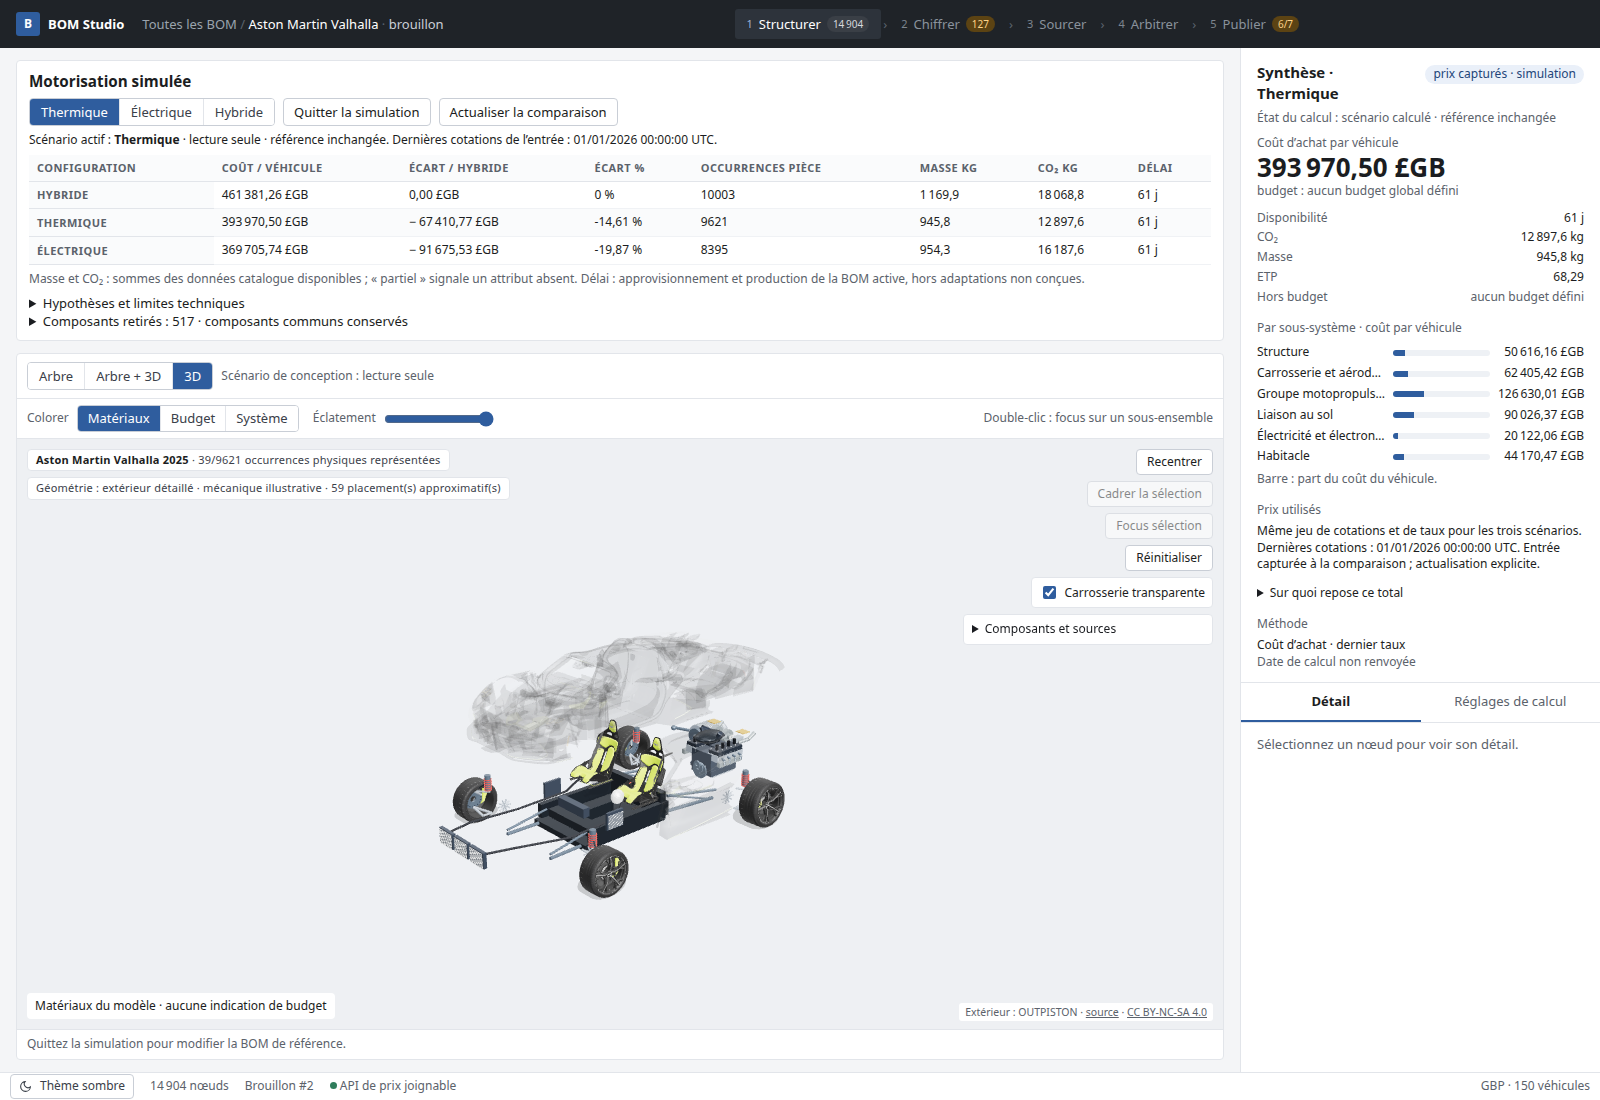 B BOM Studio Toutes les BOM / Aston Martin Valhalla · brouillon 1 Structurer 14 904 › 2 Chiffrer 127 › 3 Sourcer › 4 Arbitrer › 5 Publier 6/7
Motorisation simulée
Thermique Électrique Hybride Quitter la simulation Actualiser la comparaison
Scénario actif : Thermique · lecture seule · référence inchangée. Dernières cotations de l’entrée : 01/01/2026 00:00:00 UTC.
CONFIGURATION COÛT / VÉHICULE ÉCART / HYBRIDE ÉCART % OCCURRENCES PIÈCE MASSE KG CO₂ KG DÉLAI
HYBRIDE 461 381,26 £GB 0,00 £GB 0 % 10003 1 169,9 18 068,8 61 j
THERMIQUE 393 970,50 £GB − 67 410,77 £GB -14,61 % 9621 945,8 12 897,6 61 j
ÉLECTRIQUE 369 705,74 £GB − 91 675,53 £GB -19,87 % 8395 954,3 16 187,6 61 j
Masse et CO₂ : sommes des données catalogue disponibles ; « partiel » signale un attribut absent. Délai : approvisionnement et production de la BOM active, hors adaptations non conçues.
▶ Hypothèses et limites techniques
▶ Composants retirés : 517 · composants communs conservés
Arbre Arbre + 3D 3D Scénario de conception : lecture seule
Colorer Matériaux Budget Système Éclatement Double-clic : focus sur un sous-ensemble
Aston Martin Valhalla 2025 · 39/9621 occurrences physiques représentées
Géométrie : extérieur détaillé · mécanique illustrative · 59 placement(s) approximatif(s)
Recentrer
Cadrer la sélection
Focus sélection
Réinitialiser
Carrosserie transparente
▶ Composants et sources
Matériaux du modèle · aucune indication de budget
Extérieur : OUTPISTON · source · CC BY-NC-SA 4.0
Quittez la simulation pour modifier la BOM de référence.
Synthèse ·
Thermique
prix capturés · simulation
État du calcul : scénario calculé · référence inchangée
Coût d’achat par véhicule
393 970,50 £GB
budget : aucun budget global défini
Disponibilité 61 j
CO₂ 12 897,6 kg
Masse 945,8 kg
ETP 68,29
Hors budget aucun budget défini
Par sous-système · coût par véhicule
Structure 50 616,16 £GB
Carrosserie et aérod... 62 405,42 £GB
Groupe motopropuls... 126 630,01 £GB
Liaison au sol 90 026,37 £GB
Électricité et électron... 20 122,06 £GB
Habitacle 44 170,47 £GB
Barre : part du coût du véhicule.
Prix utilisés
Même jeu de cotations et de taux pour les trois scénarios.
Dernières cotations : 01/01/2026 00:00:00 UTC. Entrée
capturée à la comparaison ; actualisation explicite.
▶ Sur quoi repose ce total
Méthode
Coût d’achat · dernier taux
Date de calcul non renvoyée
Détail Réglages de calcul
Sélectionnez un nœud pour voir son détail.
Thème sombre 14 904 nœuds Brouillon #2 API de prix joignable GBP · 150 véhicules